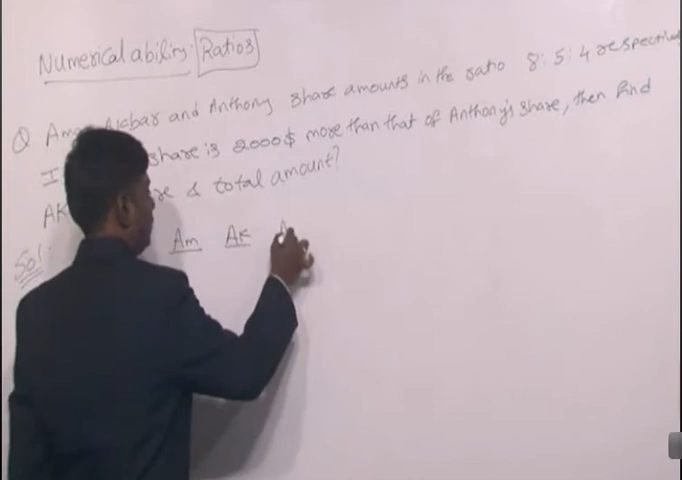 Numerical ability: Ratios
Q Akbar and Anthony share amounts in the ratio 8:5:4 respectively
I share is 2000$ more than that of Anthony's share, then find
AK & total amount?
Sol:
Am Ak A